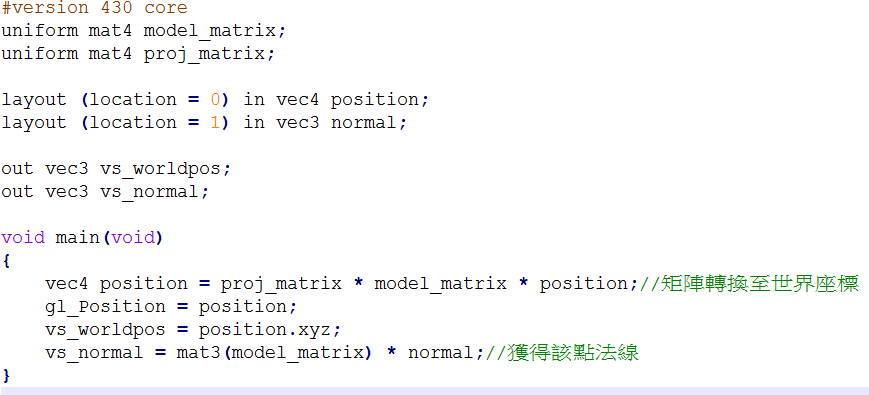 #version 430 core
uniform mat4 model_matrix;
uniform mat4 proj_matrix;
layout (location = 0) in vec4 position;
layout (location = 1) in vec3 normal;
out vec3 vs_worldpos;
out vec3 vs_normal;
void main(void)
{
    vec4 position = proj_matrix * model_matrix * position;//矩陣轉換至世界座標
    gl_Position = position;
    vs_worldpos = position.xyz;
    vs_normal = mat3(model_matrix) * normal;//獲得該點法線
}